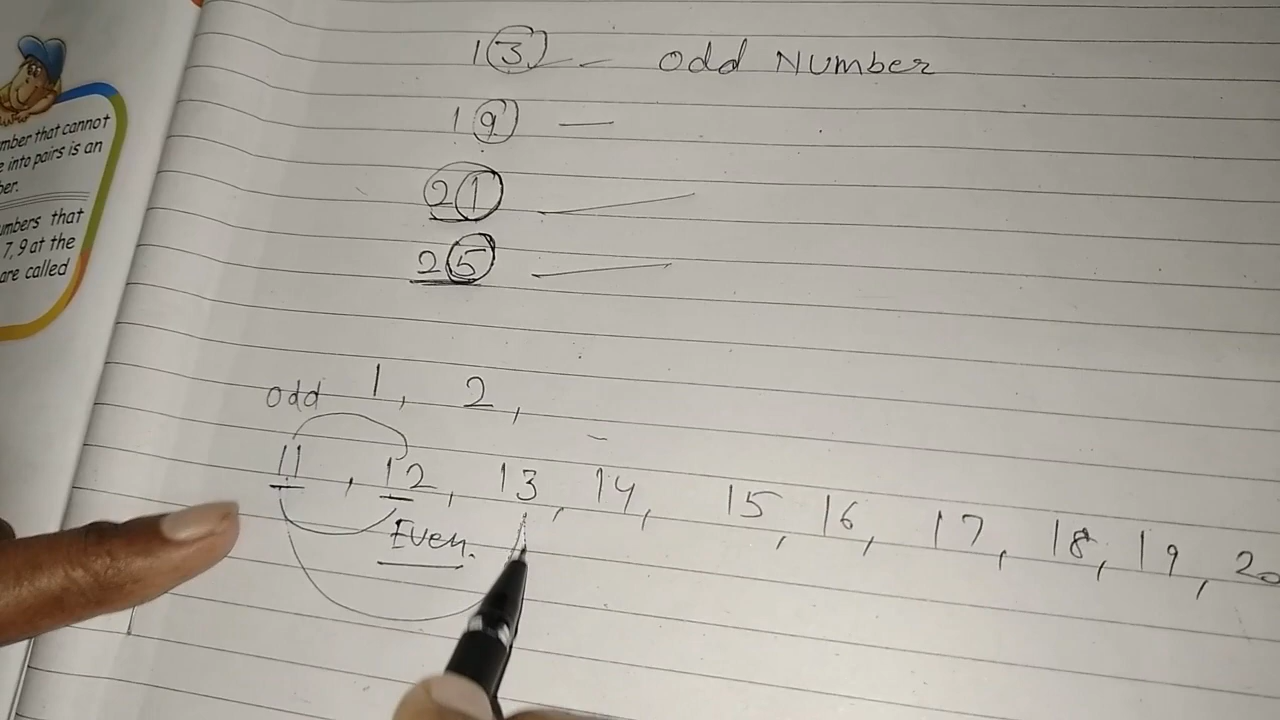 mber that cannot
e into pairs is an
ber.
umbers that
7, 9 at the
are called
13 – – Odd Number
19 —
21
25
odd 1, 2,
11, 12, 13, 14, 15, 16, 17, 18, 19, 20
Even.